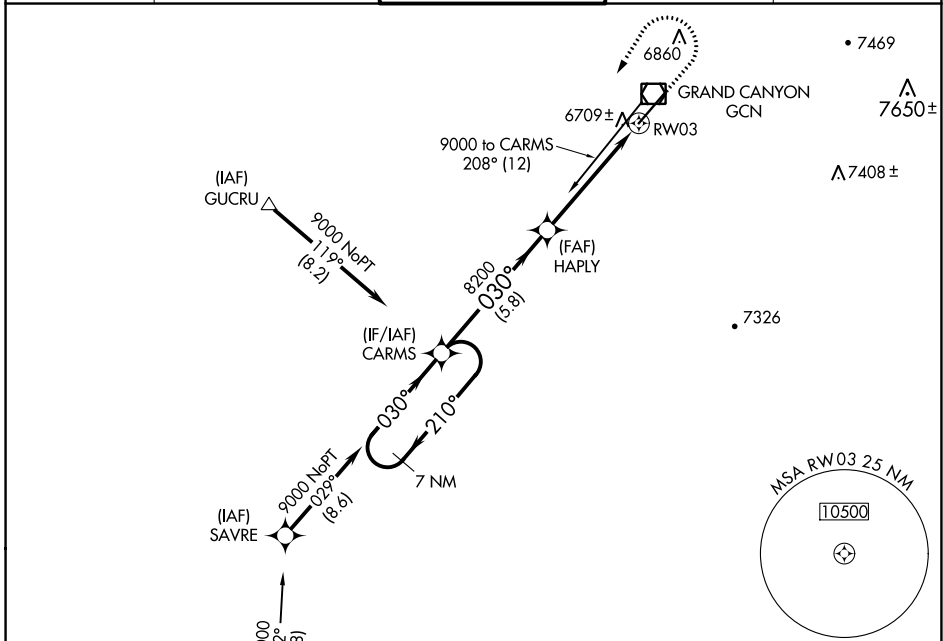 6860
7469
GRAND CANYON
GCN
7650±
6709±
RW03
9000 to CARMS
208° (12)
7408±
(IAF)
GUCRU
9000 NoPT
119°
(8.2)
(FAF)
HAPLY
8200
030°
(5.8)
7326
(IF/IAF)
CARMS
030°
210°
7 NM
9000 NoPT
029°
(8.6)
(IAF)
SAVRE
MSA RW03 25 NM
10500